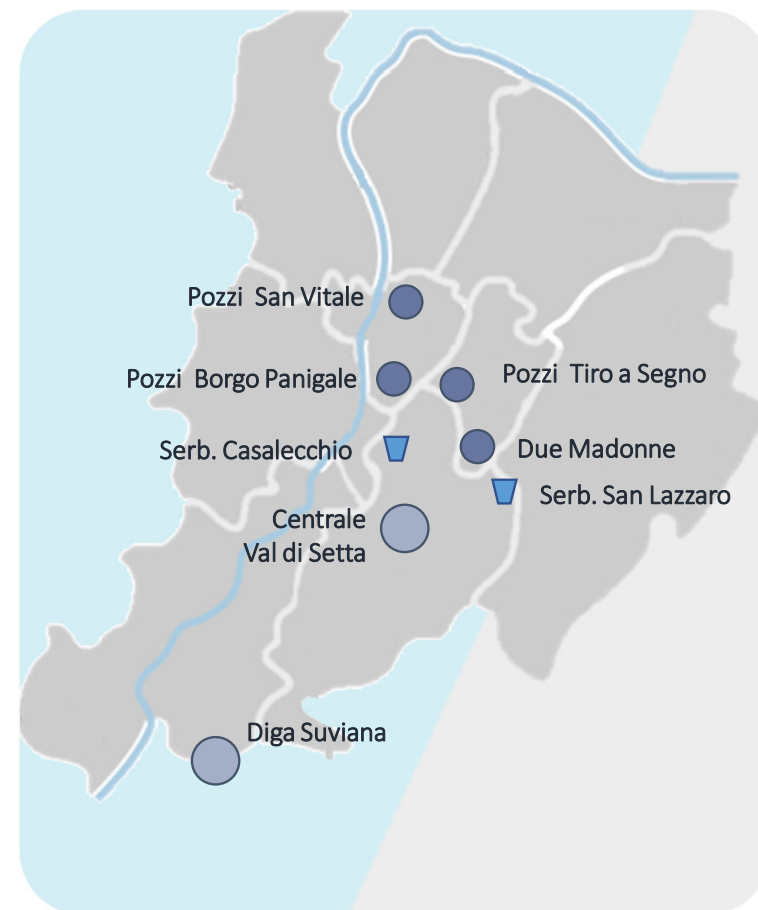 Pozzi San Vitale
Pozzi Borgo Panigale
Pozzi Tiro a Segno
Serb. Casalecchio
Due Madonne
Serb. San Lazzaro
Centrale
Val di Setta
Diga Suviana